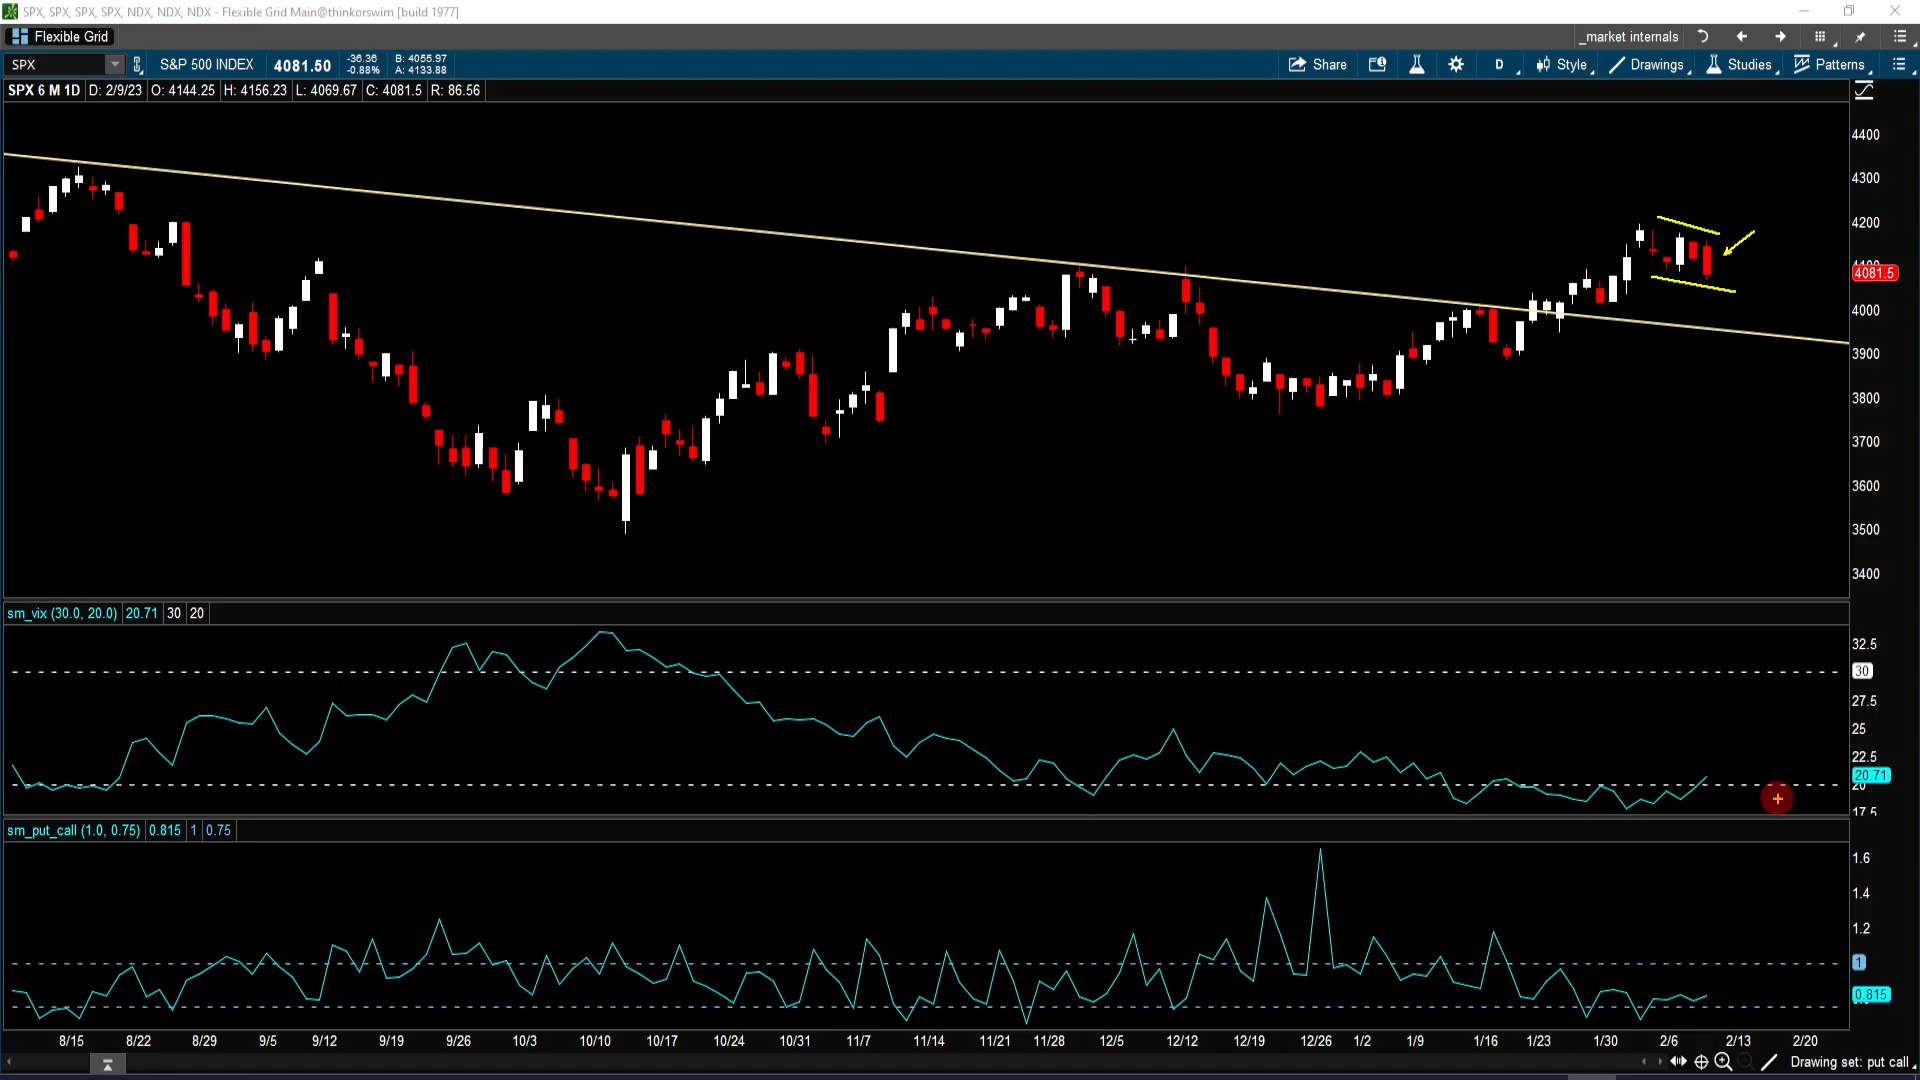 SPX, SPX, SPX, SPX, NDX, NDX, NDX - Flexible Grid Main@thinkorswim [build 1977]
Flexible Grid
_market internals
SPX
S&P 500 INDEX
4081.50
-36.36
-0.88%
B: 4055.97
A: 4133.88
Share
D
Style
Drawings
Studies
Patterns
SPX 6 M 1D
D: 2/9/23
O: 4144.25
H: 4156.23
L: 4069.67
C: 4081.5
R: 86.56
4400
4300
4200
4100
4081.5
4000
3900
3800
3700
3600
3500
3400
sm_vix (30.0, 20.0)
20.71
30
20
32.5
30
27.5
25
22.5
20.71
20
17.5
sm_put_call (1.0, 0.75)
0.815
1
0.75
1.6
1.4
1.2
1
0.815
8/15
8/22
8/29
9/5
9/12
9/19
9/26
10/3
10/10
10/17
10/24
10/31
11/7
11/14
11/21
11/28
12/5
12/12
12/19
12/26
1/2
1/9
1/16
1/23
1/30
2/6
2/13
2/20
Drawing set: put call